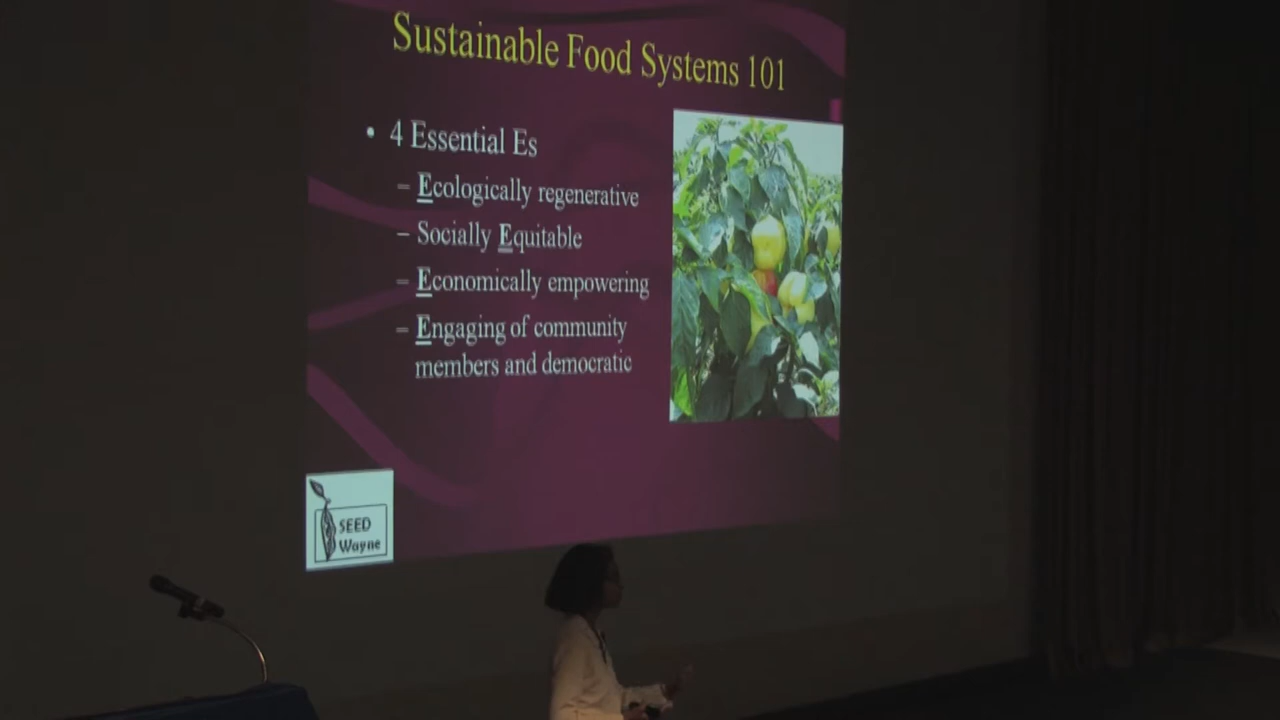 Sustainable Food Systems 101
• 4 Essential Es
– Ecologically regenerative
– Socially Equitable
– Economically empowering
– Engaging of community
members and democratic
SEED
Wayne